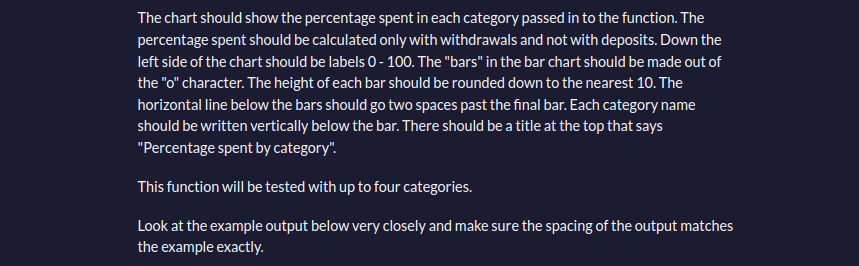 The chart should show the percentage spent in each category passed in to the function. The
percentage spent should be calculated only with withdrawals and not with deposits. Down the
left side of the chart should be labels 0 - 100. The "bars" in the bar chart should be made out of
the "o" character. The height of each bar should be rounded down to the nearest 10. The
horizontal line below the bars should go two spaces past the final bar. Each category name
should be written vertically below the bar. There should be a title at the top that says
"Percentage spent by category".
This function will be tested with up to four categories.
Look at the example output below very closely and make sure the spacing of the output matches
the example exactly.